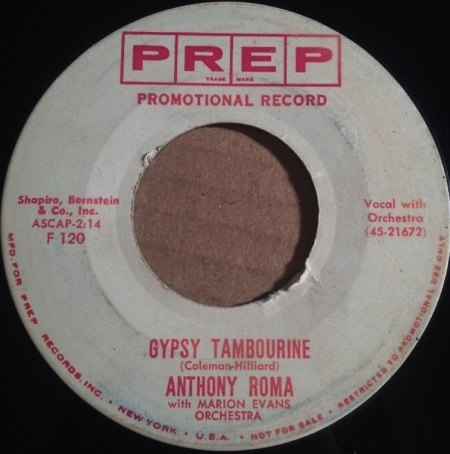 PREP
TRADE MARK
PROMOTIONAL RECORD
Shapiro, Bernstein
& Co., Inc.
ASCAP-2:14
F 120
Vocal with
Orchestra
(45-21672)
GYPSY TAMBOURINE
(Coleman-Hilliard)
ANTHONY ROMA
with MARION EVANS
ORCHESTRA
MFG. FOR PREP RECORDS, INC. • NEW YORK • U.S.A. • NOT FOR SALE • RESTRICTED TO PROMOTIONAL USE ONLY